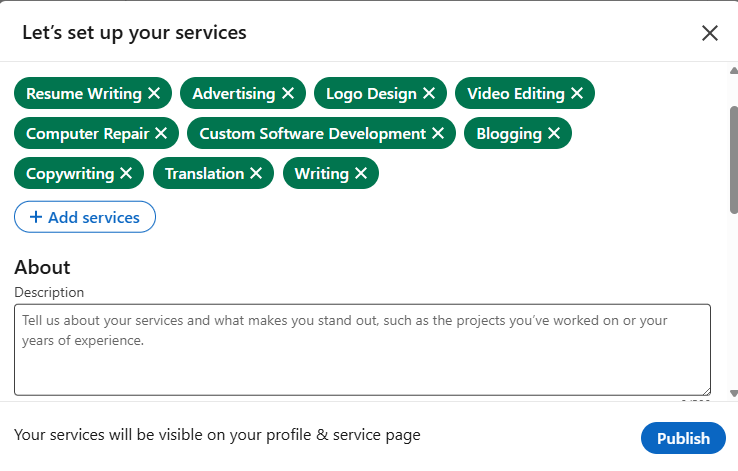 Let's set up your services
Resume Writing Advertising Logo Design Video Editing
Computer Repair Custom Software Development Blogging
Copywriting Translation Writing
+ Add services
About
Description
Tell us about your services and what makes you stand out, such as the projects you've worked on or your
years of experience.
Your services will be visible on your profile & service page
Publish